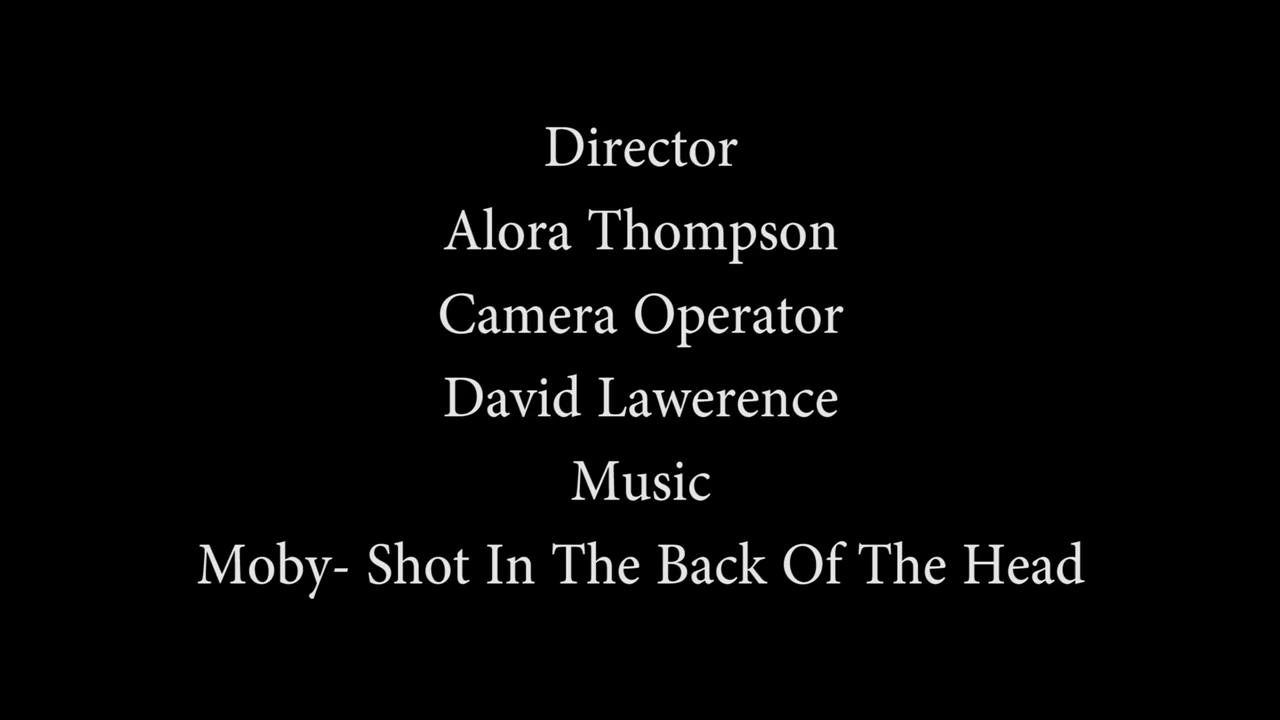 Director
Alora Thompson
Camera Operator
David Lawerence
Music
Moby- Shot In The Back Of The Head